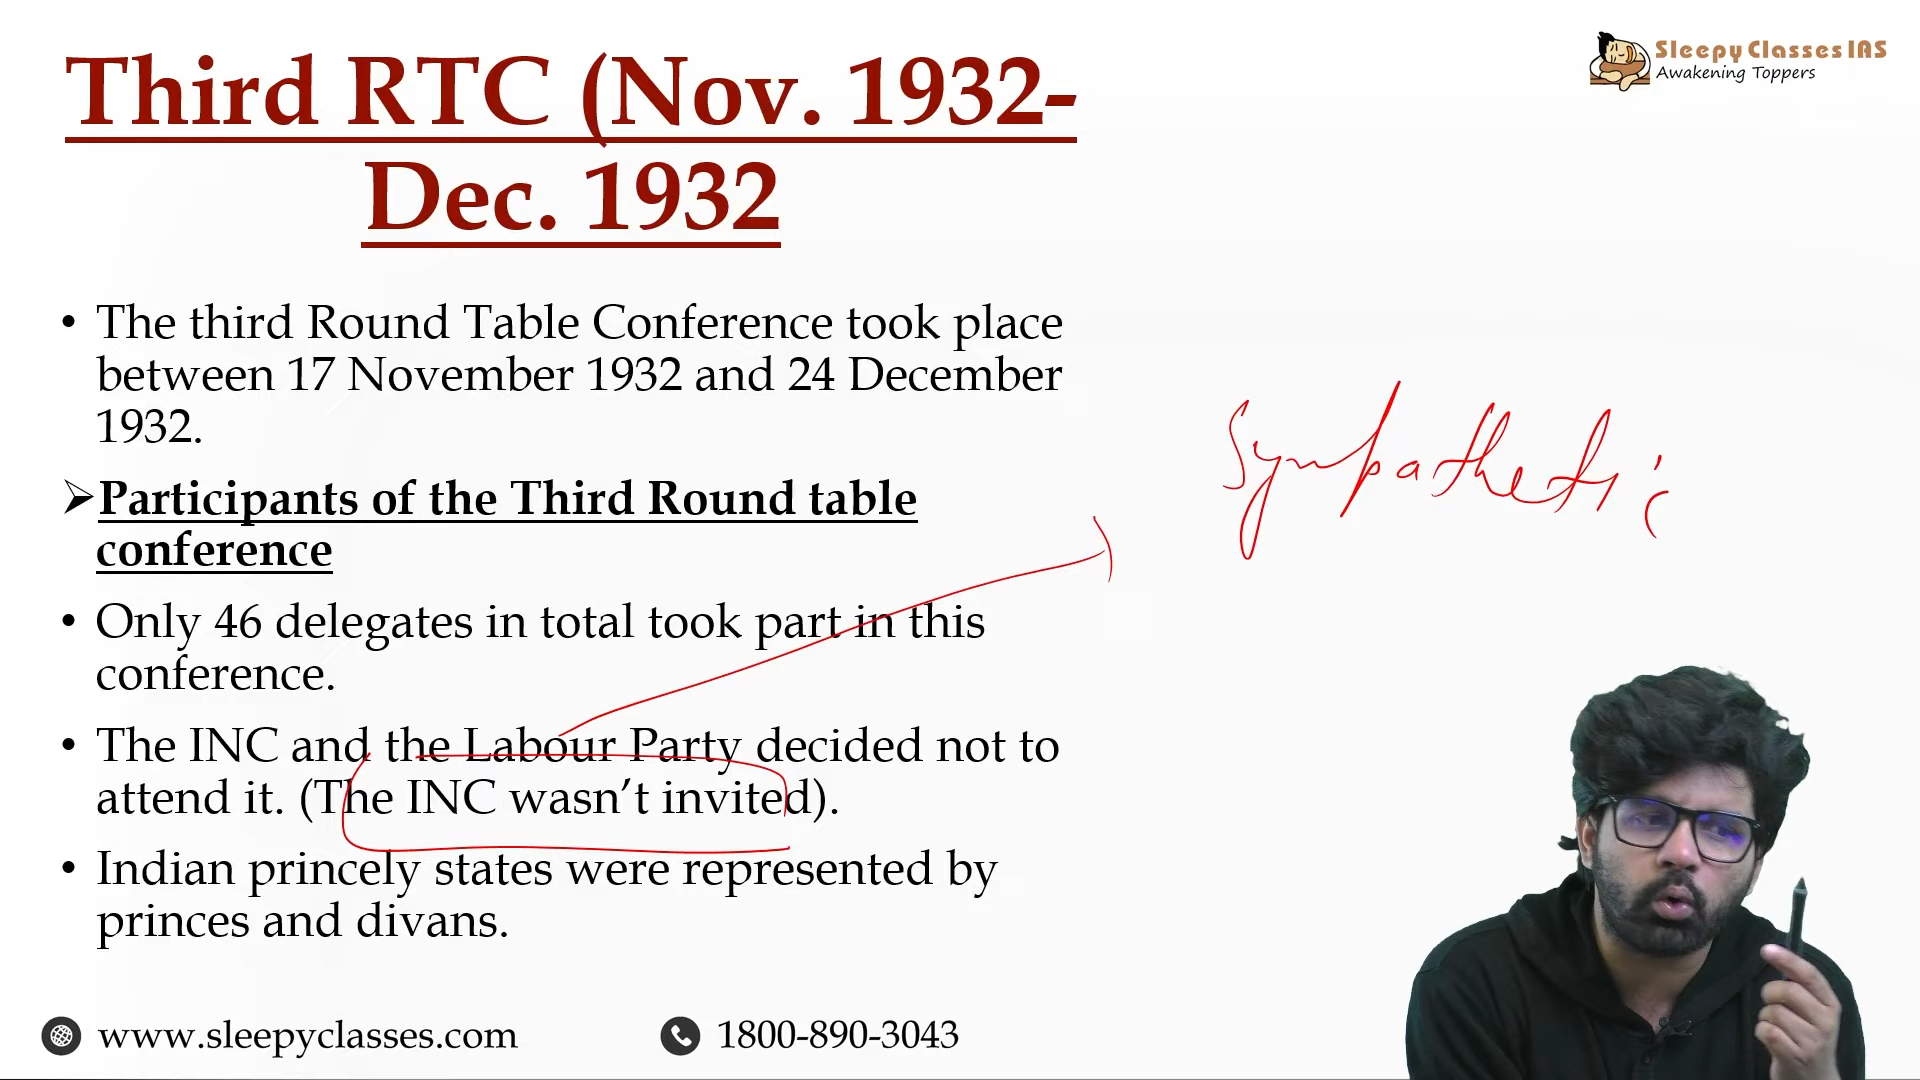 Third RTC (Nov. 1932-
Dec. 1932
Sleepy Classes IAS
Awakening Toppers
• The third Round Table Conference took place
between 17 November 1932 and 24 December
1932.
➢Participants of the Third Round table
conference
• Only 46 delegates in total took part in this
conference.
• The INC and the Labour Party decided not to
attend it. (The INC wasn’t invited).
• Indian princely states were represented by
princes and divans.
Sympathetic
www.sleepyclasses.com
1800-890-3043